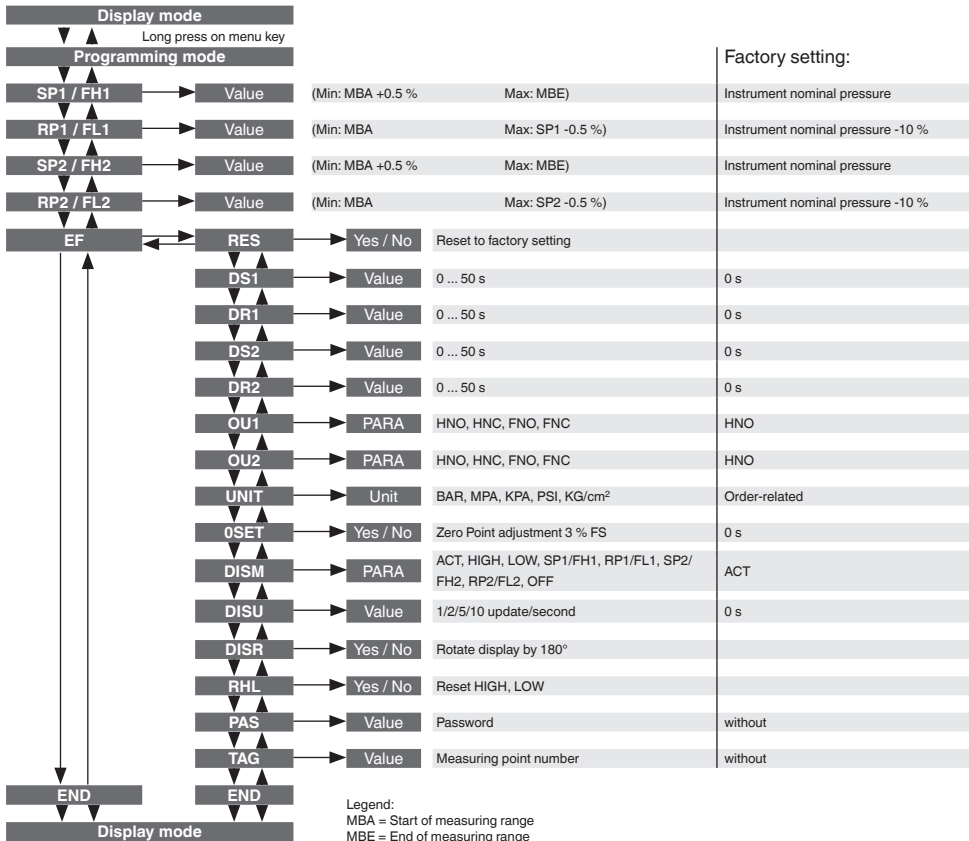 Display mode
Long press on menu key
Programming mode
Factory setting:
SP1 / FH1 Value (Min: MBA +0.5 % Max: MBE) Instrument nominal pressure
RP1 / FL1 Value (Min: MBA Max: SP1 -0.5 %) Instrument nominal pressure -10 %
SP2 / FH2 Value (Min: MBA +0.5 % Max: MBE) Instrument nominal pressure
RP2 / FL2 Value (Min: MBA Max: SP2 -0.5 %) Instrument nominal pressure -10 %
EF RES Yes / No Reset to factory setting
DS1 Value 0 ... 50 s 0 s
DR1 Value 0 ... 50 s 0 s
DS2 Value 0 ... 50 s 0 s
DR2 Value 0 ... 50 s 0 s
OU1 PARA HNO, HNC, FNO, FNC HNO
OU2 PARA HNO, HNC, FNO, FNC HNO
UNIT Unit BAR, MPA, KPA, PSI, KG/cm² Order-related
0SET Yes / No Zero Point adjustment 3 % FS 0 s
DISM PARA ACT, HIGH, LOW, SP1/FH1, RP1/FL1, SP2/
FH2, RP2/FL2, OFF ACT
DISU Value 1/2/5/10 update/second 0 s
DISR Yes / No Rotate display by 180°
RHL Yes / No Reset HIGH, LOW
PAS Value Password without
TAG Value Measuring point number without
END END
Display mode
Legend:
MBA = Start of measuring range
MBE = End of measuring range